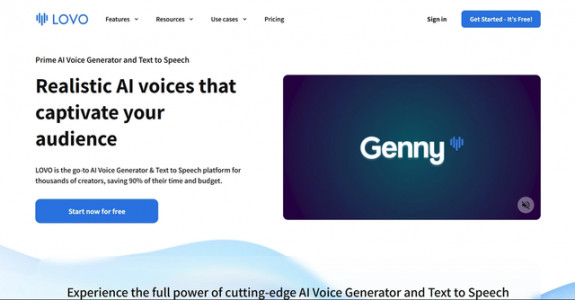 LOVO
Features
Resources
Use cases
Pricing
Sign in
Get Started - It's Free!
Prime AI Voice Generator and Text to Speech
Realistic AI voices that
captivate your
audience
LOVO is the go-to AI Voice Generator & Text to Speech platform for
thousands of creators, saving 90% of their time and budget.
Start now for free
Genny
Experience the full power of cutting-edge AI Voice Generator and Text to Speech